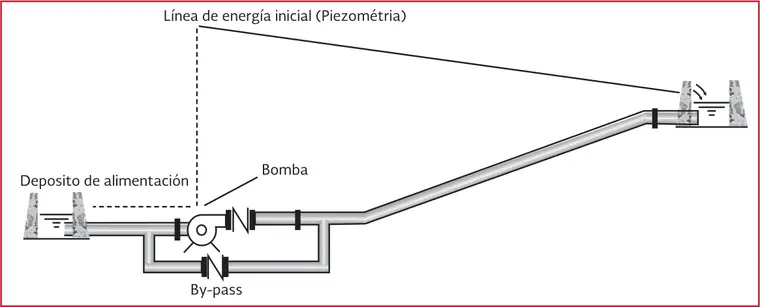 Línea de energía inicial (Piezométria)
Bomba
Deposito de alimentación
By-pass